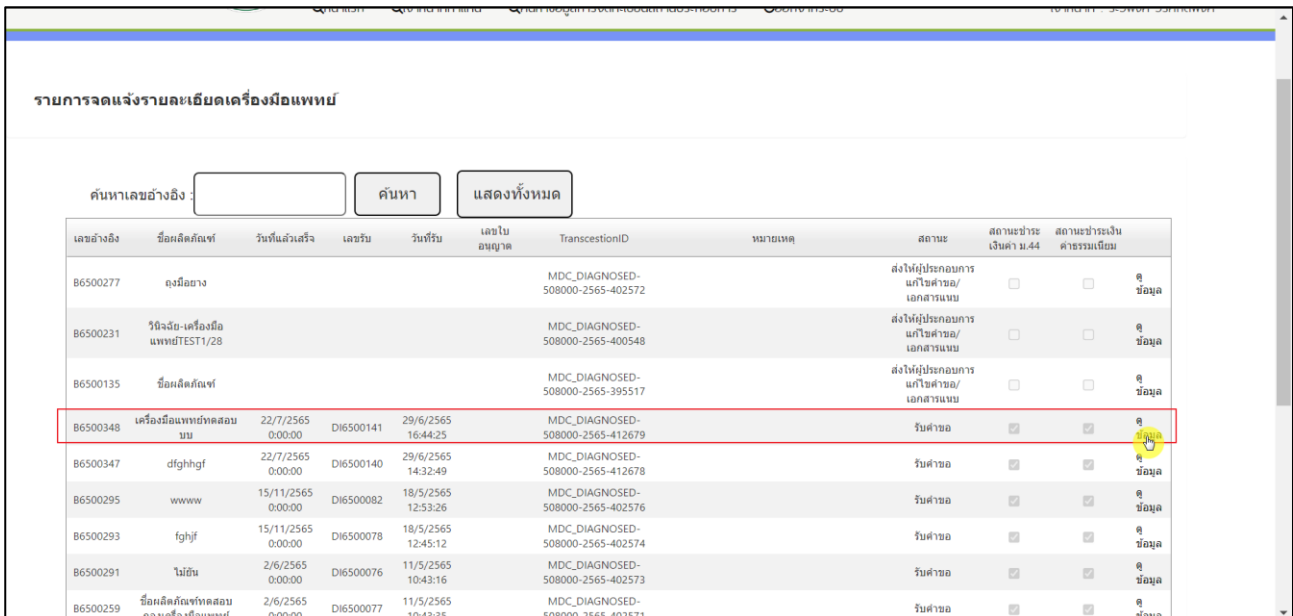 รายการจดแจ้งรายละเอียดเครื่องมือแพทย์
ค้นหาเลขอ้างอิง : ค้นหา แสดงทั้งหมด
เลขอ้างอิง ชื่อผลิตภัณฑ์ วันที่แล้วเสร็จ เลขรับ วันที่รับ เลขใบ TranscestionID หมายเหตุ สถานะ สถานะชำระ สถานะชำระเงิน
อนุญาต เงินค่า ม.44 ค่าธรรมเนียม
B6500277 ถุงมือยาง MDC_DIAGNOSED- ส่งให้ผู้ประกอบการ ดู
508000-2565-402572 แก้ไขคำขอ/ ข้อมูล
เอกสารแนบ
B6500231 วินิจฉัย-เครื่องมือ MDC_DIAGNOSED- ส่งให้ผู้ประกอบการ ดู
แพทย์TEST1/28 508000-2565-400548 แก้ไขคำขอ/ ข้อมูล
เอกสารแนบ
B6500135 ชื่อผลิตภัณฑ์ MDC_DIAGNOSED- ส่งให้ผู้ประกอบการ ดู
508000-2565-395517 แก้ไขคำขอ/ ข้อมูล
เอกสารแนบ
B6500348 เครื่องมือแพทย์ทดสอบ 22/7/2565 DI6500141 29/6/2565 MDC_DIAGNOSED- รับคำขอ ดู
บบ 0:00:00 16:44:25 508000-2565-412679 ข้อมูล
B6500347 dfghhgf 22/7/2565 DI6500140 29/6/2565 MDC_DIAGNOSED- รับคำขอ ดู
0:00:00 14:32:49 508000-2565-412678 ข้อมูล
B6500295 wwww 15/11/2565 DI6500082 18/5/2565 MDC_DIAGNOSED- รับคำขอ ดู
0:00:00 12:53:26 508000-2565-402576 ข้อมูล
B6500293 fghjf 15/11/2565 DI6500078 18/5/2565 MDC_DIAGNOSED- รับคำขอ ดู
0:00:00 12:45:12 508000-2565-402574 ข้อมูล
B6500291 ไม้ยัน 2/6/2565 DI6500076 11/5/2565 MDC_DIAGNOSED- รับคำขอ ดู
0:00:00 10:43:16 508000-2565-402573 ข้อมูล
B6500259 ชื่อผลิตภัณฑ์ทดสอบ 2/6/2565 DI6500077 11/5/2565 MDC_DIAGNOSED- รับคำขอ ดู